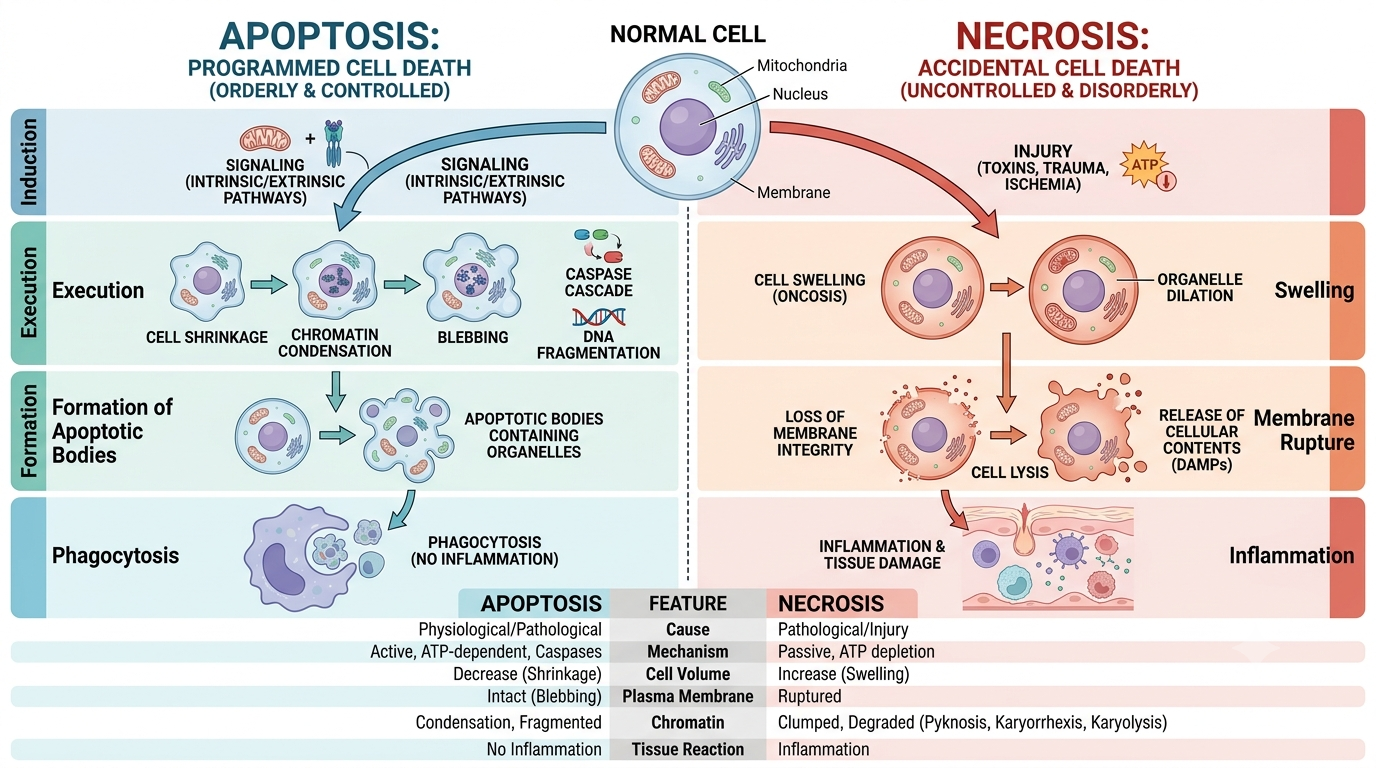 APOPTOSIS:
PROGRAMMED CELL DEATH
(ORDERLY & CONTROLLED)
NORMAL CELL
Mitochondria
Nucleus
Membrane
NECROSIS:
ACCIDENTAL CELL DEATH
(UNCONTROLLED & DISORDERLY)
Induction
+
SIGNALING
(INTRINSIC/EXTRINSIC
PATHWAYS)
SIGNALING
(INTRINSIC/EXTRINSIC
PATHWAYS)
INJURY
(TOXINS, TRAUMA,
ISCHEMIA)
ATP
Execution
Execution
CELL SHRINKAGE
CHROMATIN
CONDENSATION
BLEBBING
CASPASE
CASCADE
DNA
FRAGMENTATION
CELL SWELLING
(ONCOSIS)
ORGANELLE
DILATION
Swelling
Formation
Formation of
Apoptotic
Bodies
APOPTOTIC BODIES
CONTAINING
ORGANELLES
LOSS OF
MEMBRANE
INTEGRITY
CELL LYSIS
RELEASE OF
CELLULAR
CONTENTS
(DAMPs)
Membrane
Rupture
Phagocytosis
PHAGOCYTOSIS
(NO INFLAMMATION)
INFLAMMATION &
TISSUE DAMAGE
Inflammation
APOPTOSIS FEATURE NECROSIS
Physiological/Pathological Cause Pathological/Injury
Active, ATP-dependent, Caspases Mechanism Passive, ATP depletion
Decrease (Shrinkage) Cell Volume Increase (Swelling)
Intact (Blebbing) Plasma Membrane Ruptured
Condensation, Fragmented Chromatin Clumped, Degraded (Pyknosis, Karyorrhexis, Karyolysis)
No Inflammation Tissue Reaction Inflammation